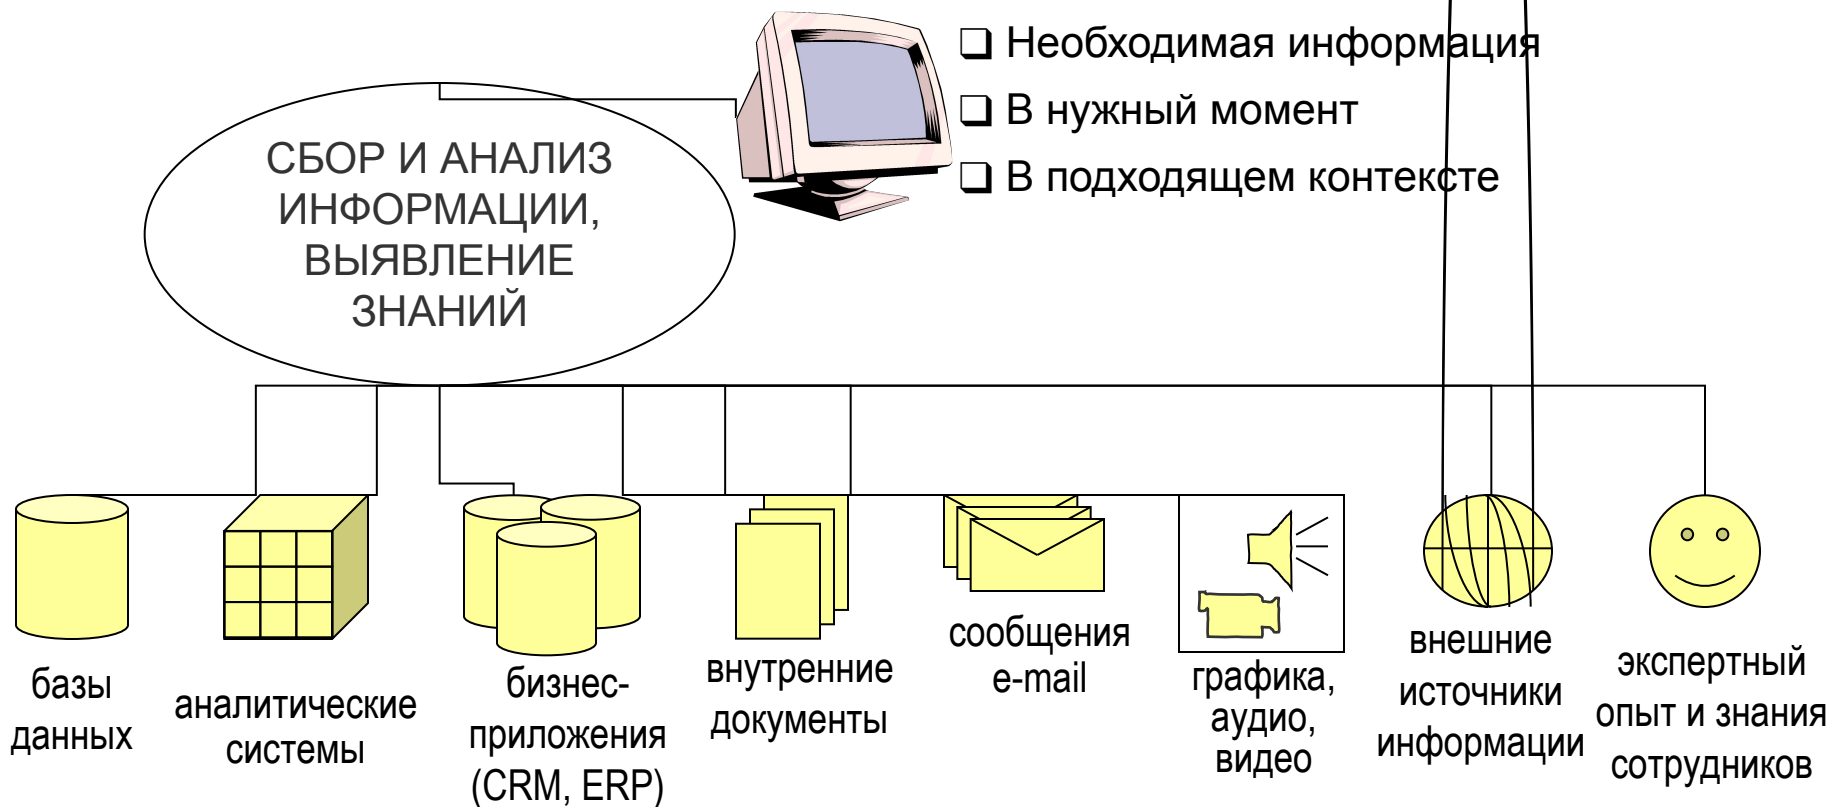 Необходимая информация
В нужный момент
В подходящем контексте
СБОР И АНАЛИЗ
ИНФОРМАЦИИ,
ВЫЯВЛЕНИЕ
ЗНАНИЙ
базы
данных
аналитические
системы
бизнес-
приложения
(CRM, ERP)
внутренние
документы
сообщения
e-mail
графика,
аудио,
видео
внешние
источники
информации
экспертный
опыт и знания
сотрудников